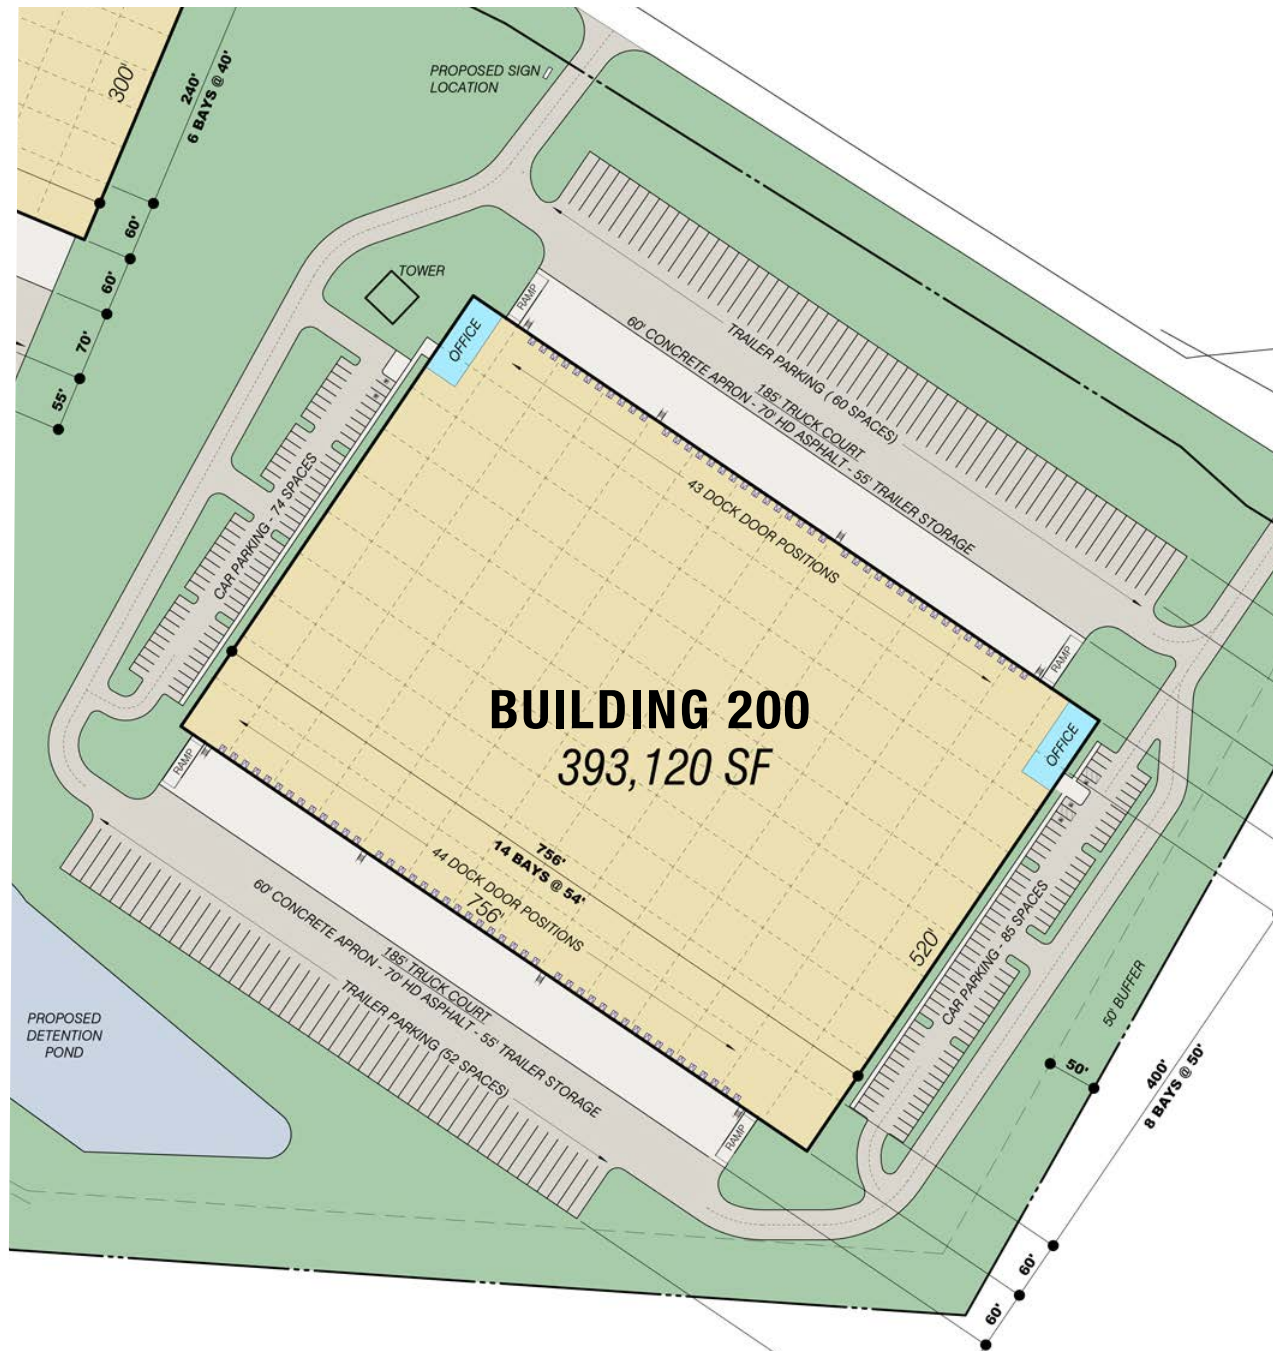 300'
240'
6 BAYS @ 40'
60'
60'
70'
55'
PROPOSED SIGN
LOCATION
TOWER
OFFICE
RAMP
TRAILER PARKING ( 60 SPACES)
185' TRUCK COURT
60' CONCRETE APRON - 70' HD ASPHALT - 55' TRAILER STORAGE
43 DOCK DOOR POSITIONS
CAR PARKING - 74 SPACES
RAMP
OFFICE
BUILDING 200
393,120 SF
RAMP
756'
14 BAYS @ 54'
44 DOCK DOOR POSITIONS
756'
520'
CAR PARKING - 85 SPACES
185' TRUCK COURT
60' CONCRETE APRON - 70' HD ASPHALT - 55' TRAILER STORAGE
TRAILER PARKING (52 SPACES)
RAMP
PROPOSED
DETENTION
POND
50' BUFFER
50'
400'
8 BAYS @ 50'
60'
60'